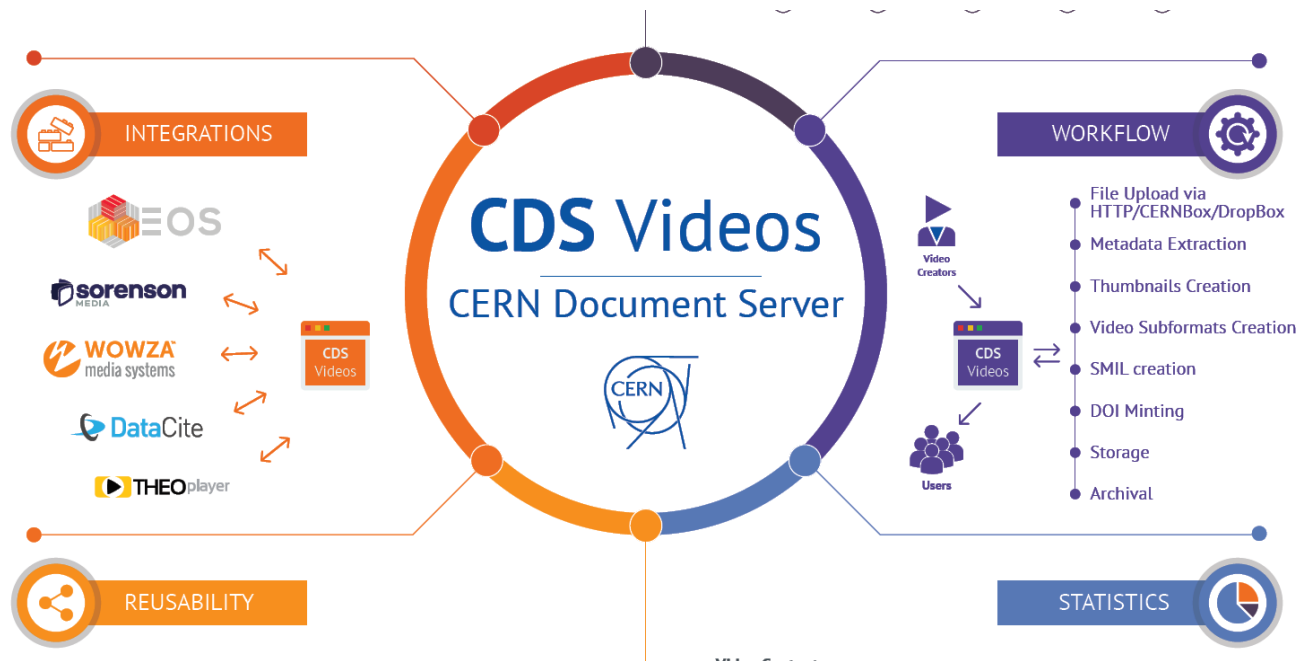 INTEGRATIONS
EOS
sorenson
MEDIA
WOWZA
media systems
DataCite
THEOplayer
CDS
Videos
REUSABILITY
CDS Videos
CERN Document Server
CERN
WORKFLOW
Video
Creators
CDS
Videos
Users
File Upload via
HTTP/CERNBox/DropBox
Metadata Extraction
Thumbnails Creation
Video Subformats Creation
SMIL creation
DOI Minting
Storage
Archival
STATISTICS